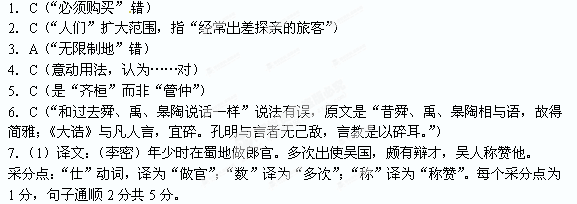 1. C(“必须购买”错)
2. C(“人们”扩大范围，指“经常出差探亲的旅客”)
3. A(“无限制地”错)
4. C(意动用法，认为……对)
5. C(是“齐桓”而非“管仲”)
6. C(“和过去舜、禹、皋陶说话一样”说法有误，原文是“昔舜、禹、皋陶相与语，故得
简雅；《大诰》与凡人言，宜碎。孔明与言者无己敌，言教是以碎耳。”)
7. (1) 译文：(李密) 年少时在蜀地做郎官。多次出使吴国，颇有辩才，吴人称赞他。
采分点：“仕”动词，译为“做官”；“数”译为“多次”；“称”译为“称赞”。每个采分点为
1分，句子通顺2分共5分。